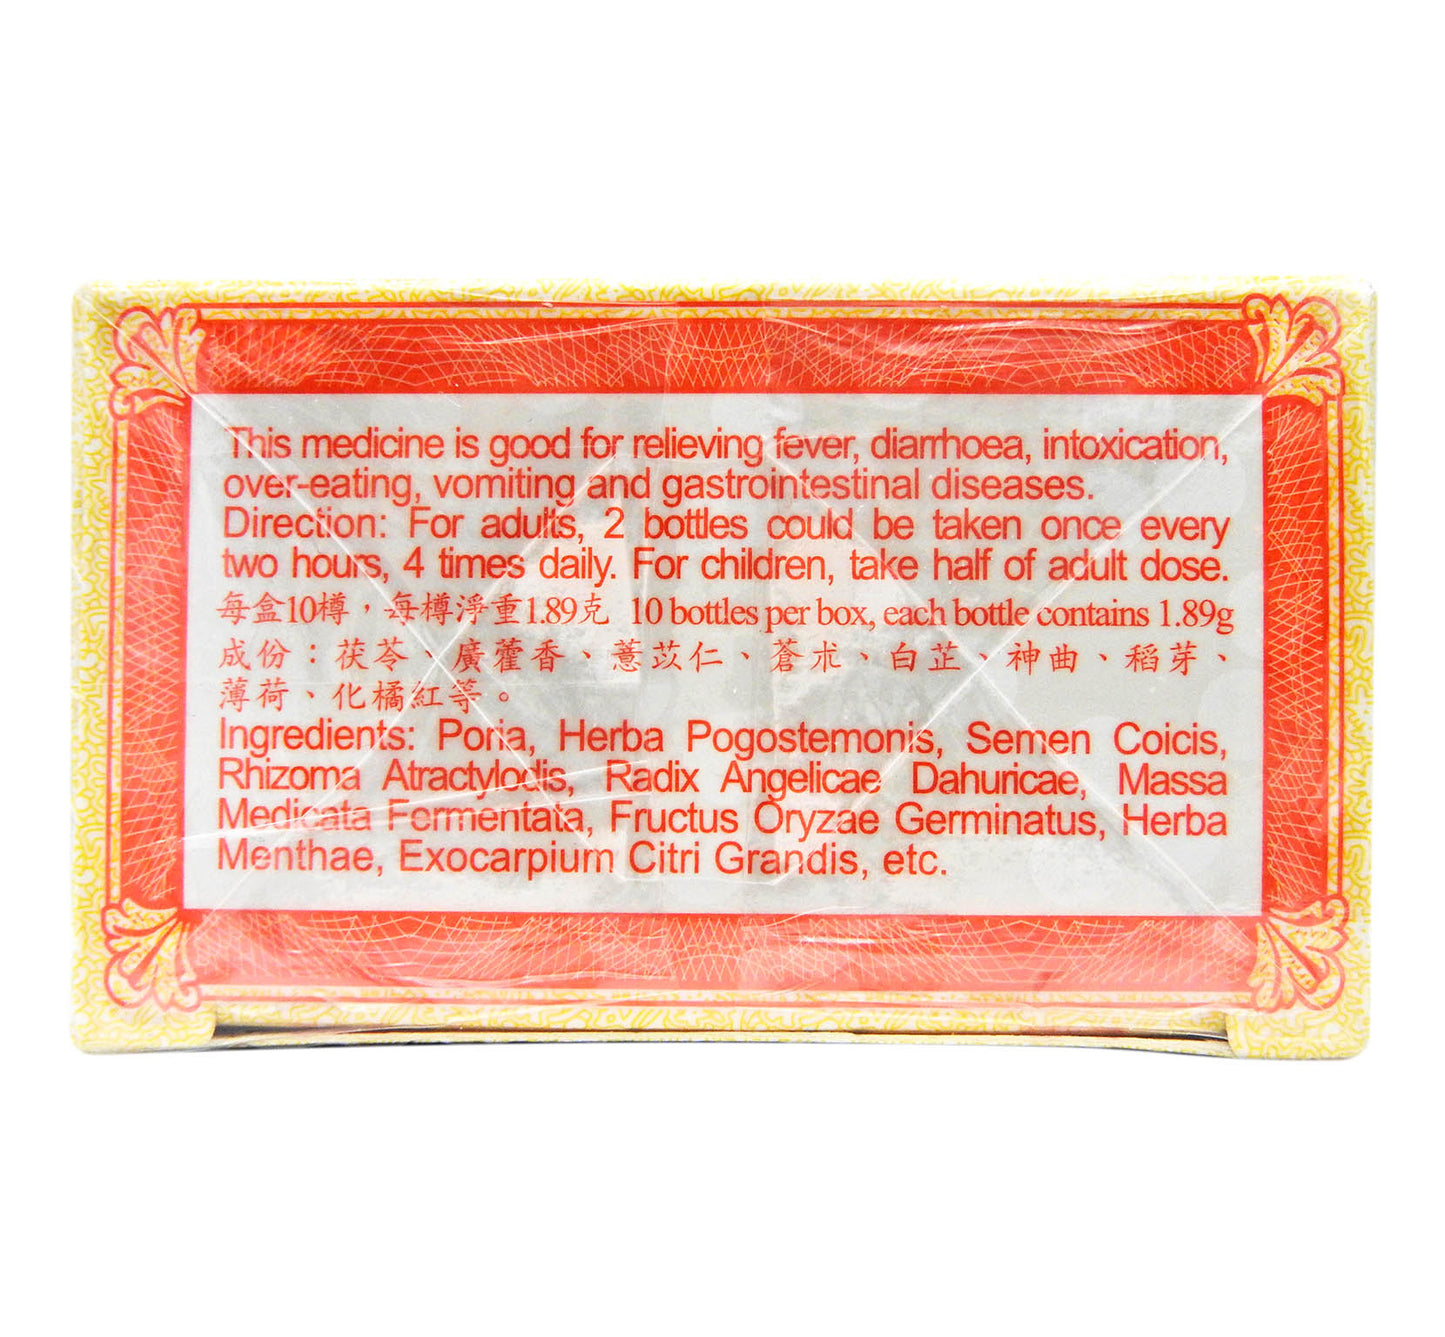 This medicine is good for relieving fever, diarrhoea, intoxication,
over-eating, vomiting and gastrointestinal diseases.
Direction: For adults, 2 bottles could be taken once every
two hours, 4 times daily. For children, take half of adult dose.
每盒10樽，每樽淨重1.89克 10 bottles per box, each bottle contains 1.89g
成份：茯苓、廣藿香、薏苡仁、蒼朮、白芷、神曲、稻芽、
薄荷、化橘紅等。
Ingredients: Poria, Herba Pogostemonis, Semen Coicis,
Rhizoma Atractylodis, Radix Angelicae Dahuricae, Massa
Medicata Fermentata, Fructus Oryzae Germinatus, Herba
Menthae, Exocarpium Citri Grandis, etc.